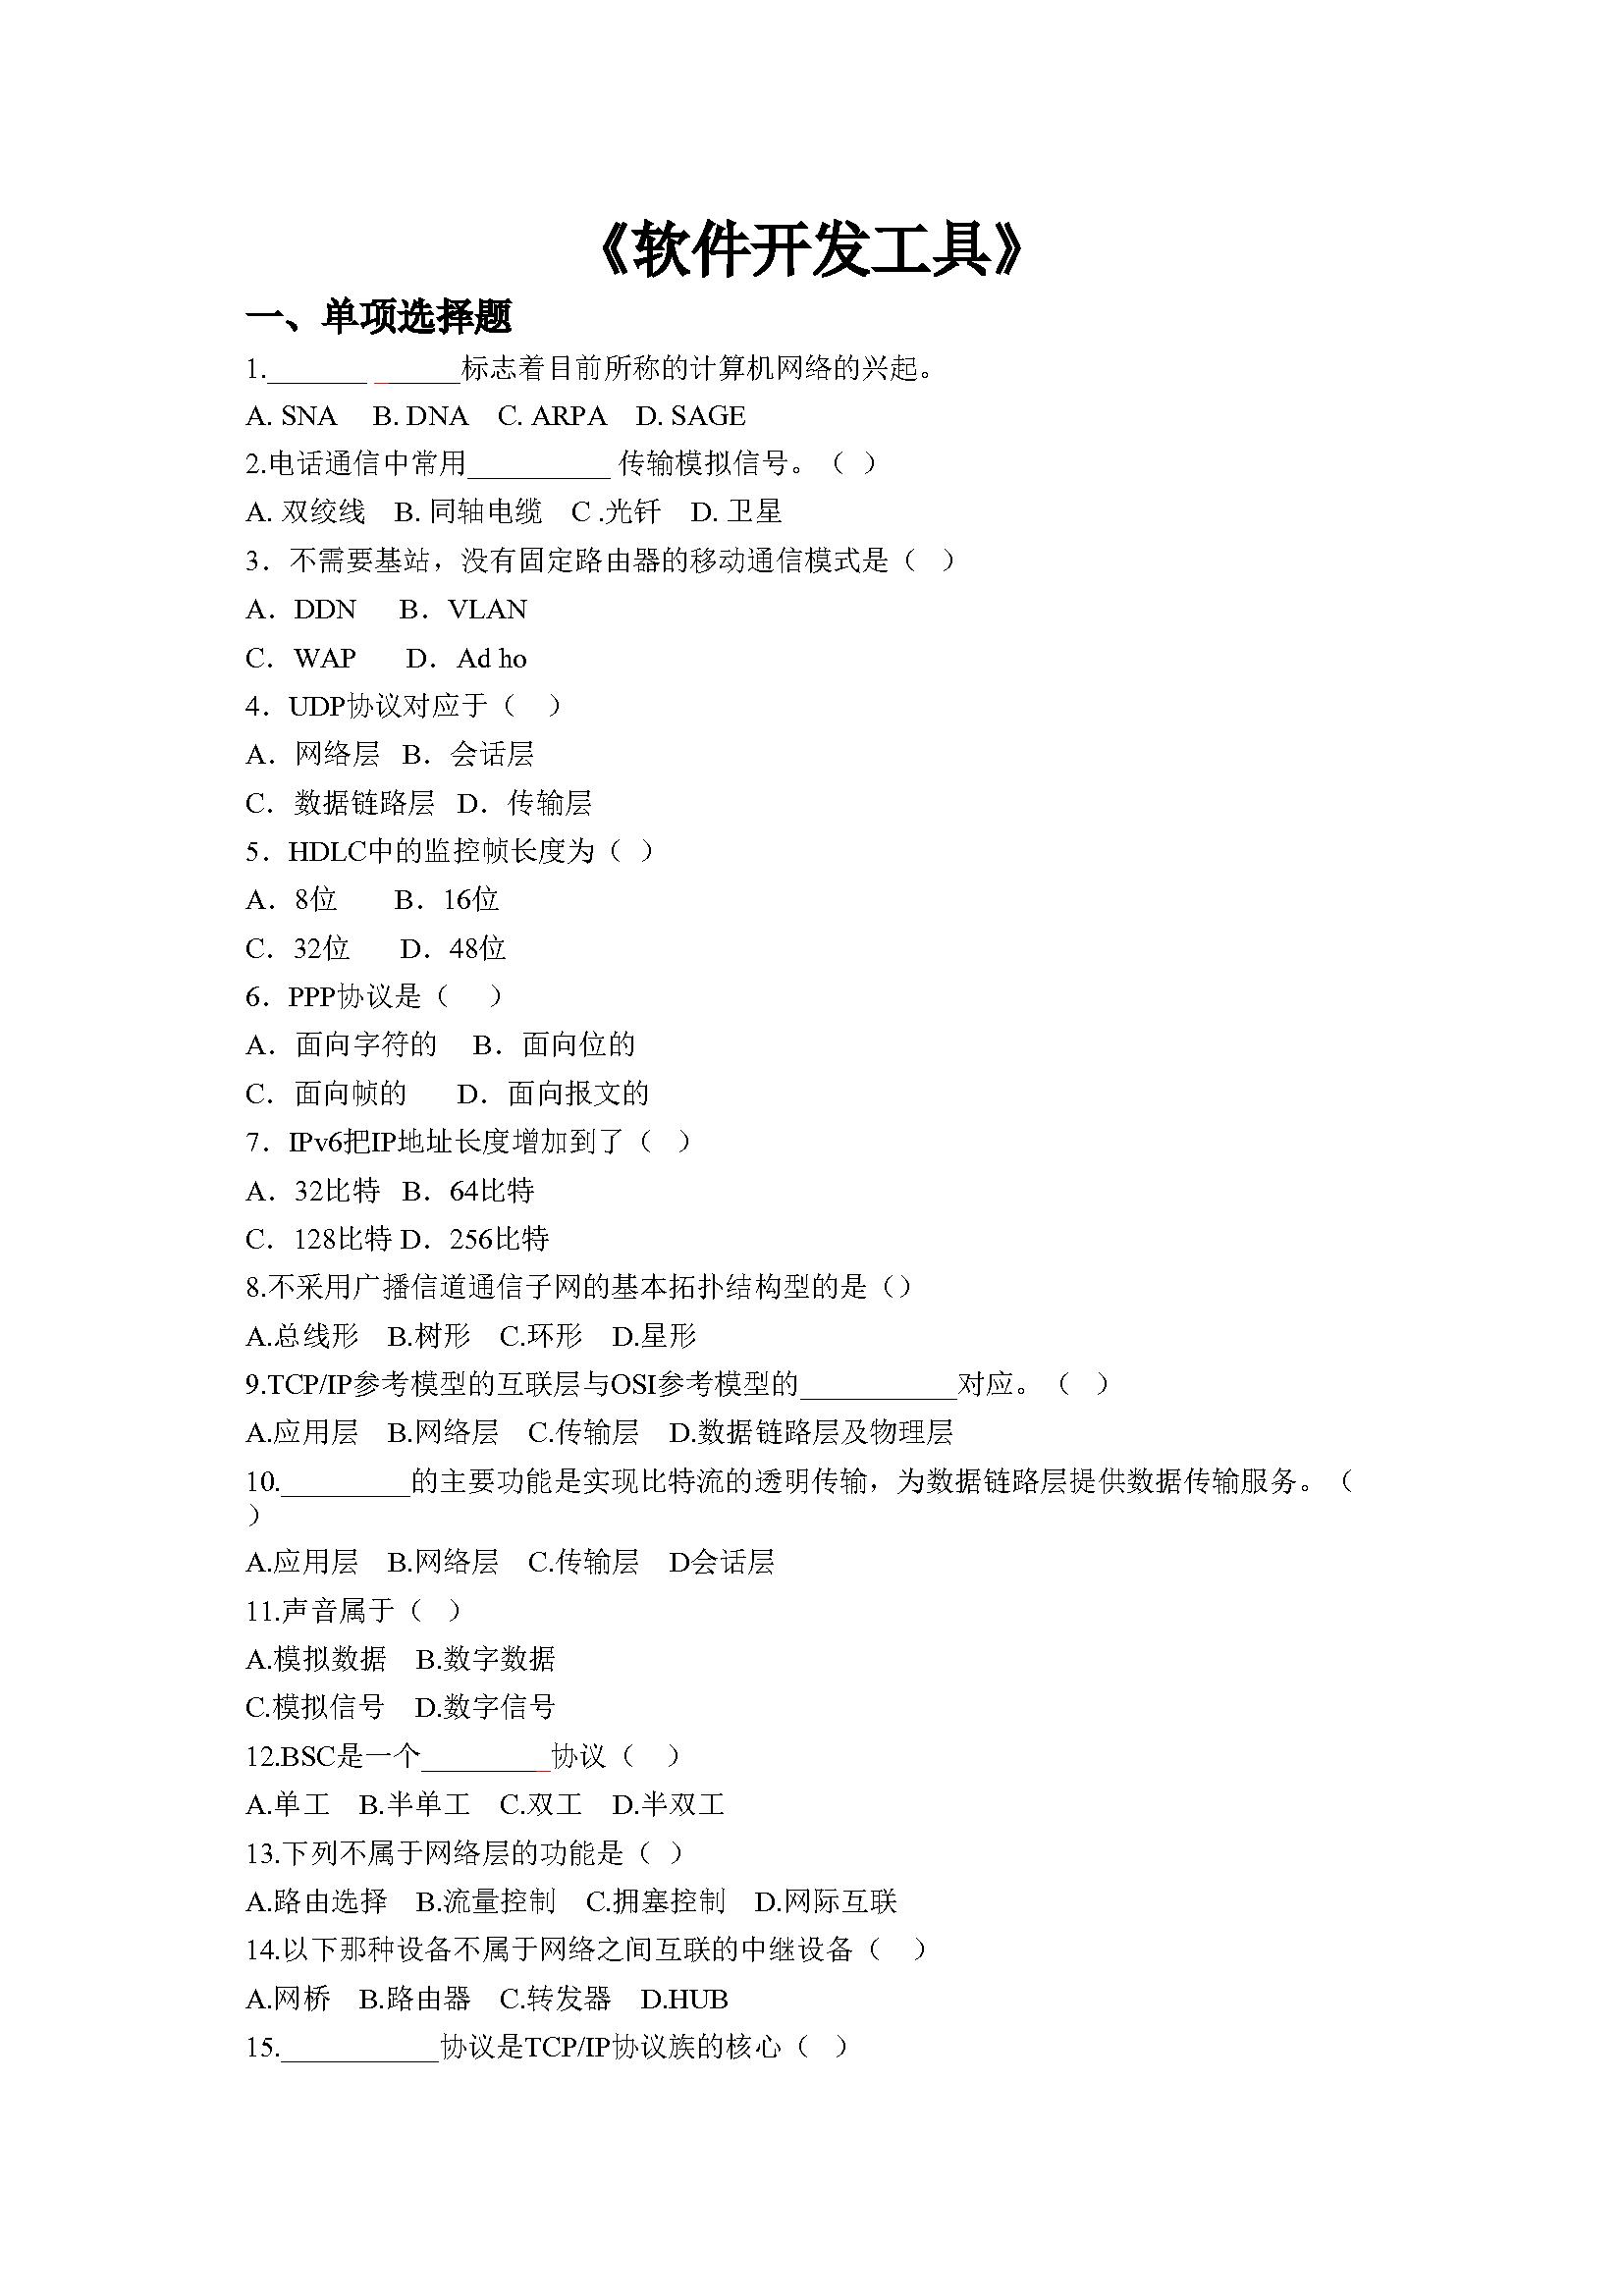 《软件开发工具》
一、单项选择题
1._______ ______标志着目前所称的计算机网络的兴起。
A. SNA B. DNA C. ARPA D. SAGE
2.电话通信中常用__________ 传输模拟信号。（ ）
A. 双绞线 B. 同轴电缆 C .光钎 D. 卫星
3．不需要基站，没有固定路由器的移动通信模式是（ ）
A．DDN B．VLAN
C．WAP D．Ad ho
4．UDP协议对应于（ ）
A．网络层 B．会话层
C．数据链路层 D．传输层
5．HDLC中的监控帧长度为（ ）
A．8位 B．16位
C．32位 D．48位
6．PPP协议是（ ）
A．面向字符的 B．面向位的
C．面向帧的 D．面向报文的
7．IPv6把IP地址长度增加到了（ ）
A．32比特 B．64比特
C．128比特 D．256比特
8.不采用广播信道通信子网的基本拓扑结构型的是（）
A.总线形 B.树形 C.环形 D.星形
9.TCP/IP参考模型的互联层与OSI参考模型的___________对应。（ ）
A.应用层 B.网络层 C.传输层 D.数据链路层及物理层
10._________的主要功能是实现比特流的透明传输，为数据链路层提供数据传输服务。（
）
A.应用层 B.网络层 C.传输层 D会话层
11.声音属于（ ）
A.模拟数据 B.数字数据
C.模拟信号 D.数字信号
12.BSC是一个_________协议（ ）
A.单工 B.半单工 C.双工 D.半双工
13.下列不属于网络层的功能是（ ）
A.路由选择 B.流量控制 C.拥塞控制 D.网际互联
14.以下那种设备不属于网络之间互联的中继设备（ ）
A.网桥 B.路由器 C.转发器 D.HUB
15.___________协议是TCP/IP协议族的核心（ ）